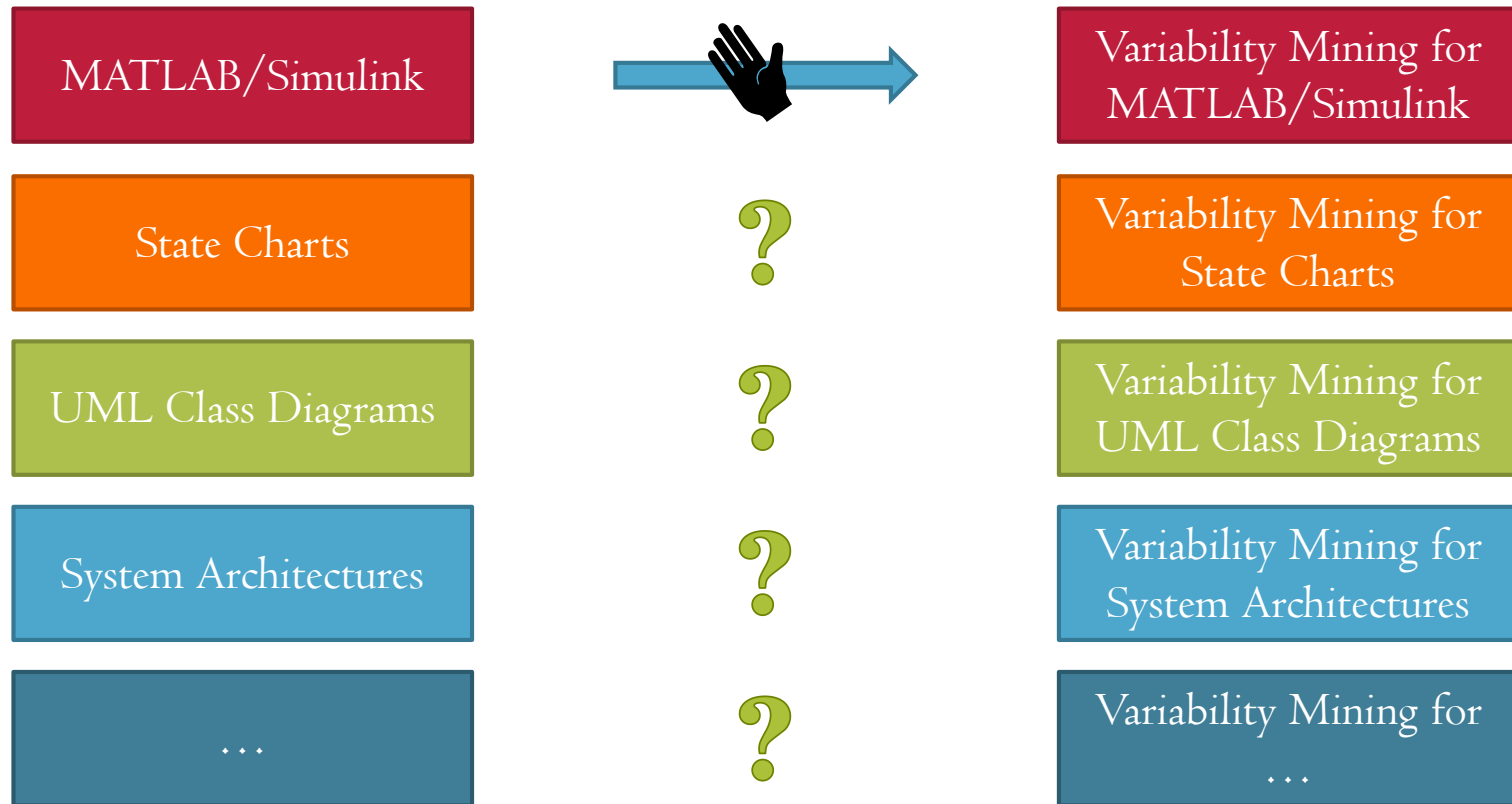 MATLAB/Simulink
Variability Mining for
MATLAB/Simulink
State Charts
?
Variability Mining for
State Charts
UML Class Diagrams
?
Variability Mining for
UML Class Diagrams
System Architectures
?
Variability Mining for
System Architectures
...
?
Variability Mining for
...